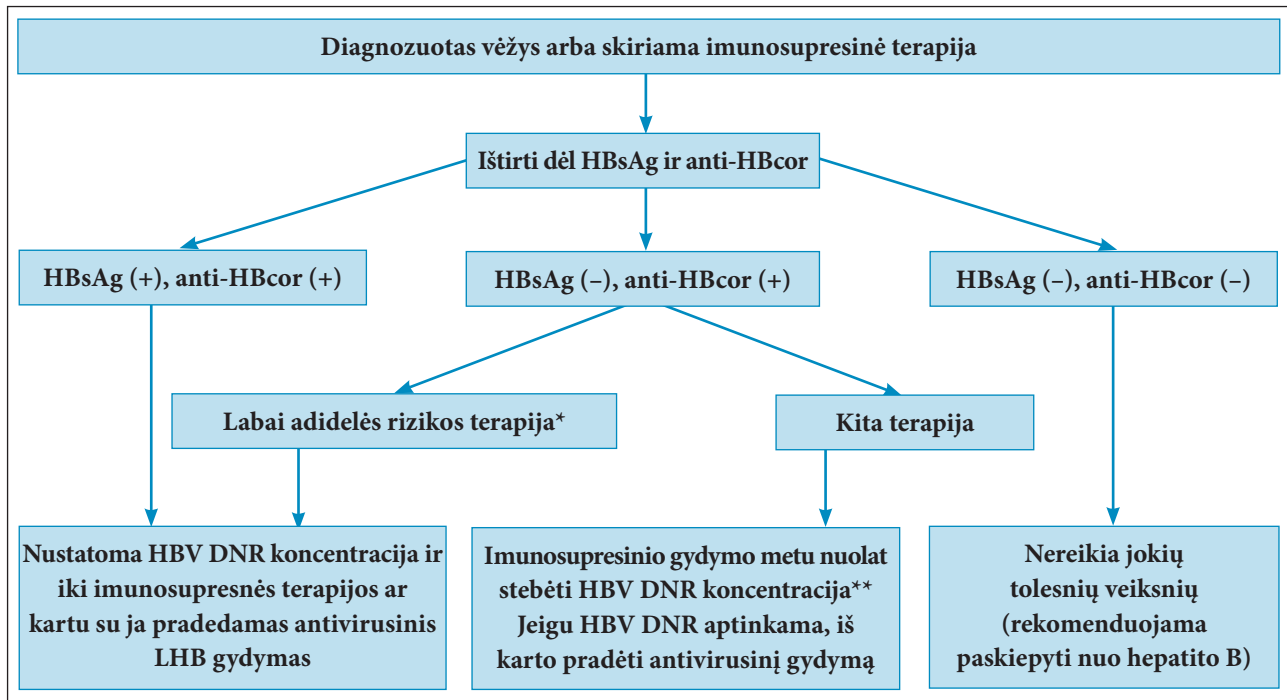 Diagnozuotas vėžys arba skiriama imunosupresinė terapija
Ištirti dėl HBsAg ir anti-HBcor
HBsAg (+), anti-HBcor (+)
HBsAg (–), anti-HBcor (+)
HBsAg (–), anti-HBcor (–)
Labai adidelės rizikos terapija*
Kita terapija
Nustatoma HBV DNR koncentracija ir
iki imunosupresnės terapijos ar
kartu su ja pradedamas antivirusinis
LHB gydymas
Imunosupresinio gydymo metu nuolat
stebėti HBV DNR koncentracija**
Jeigu HBV DNR aptinkama, iš
karto pradėti antivirusinį gydymą
Nereikia jokių
tolesnių veiksnių
(rekomenduojama
paskiepyti nuo hepatito B)